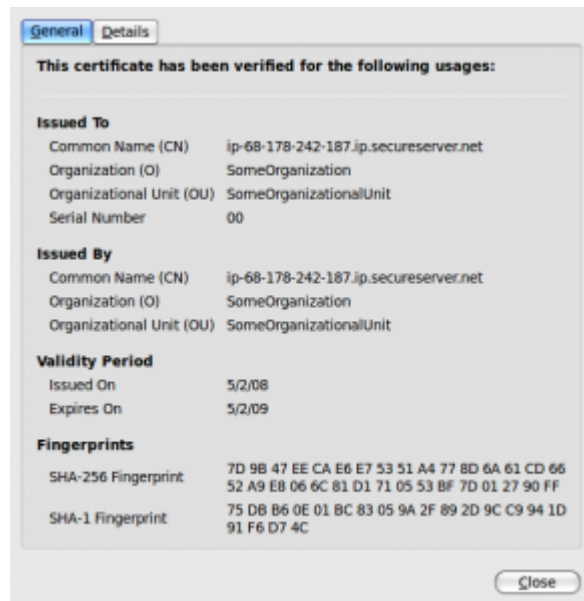 General Details
This certificate has been verified for the following usages:
Issued To
Common Name (CN) ip-68-178-242-187.ip.secureserver.net
Organization (O) SomeOrganization
Organizational Unit (OU) SomeOrganizationalUnit
Serial Number 00
Issued By
Common Name (CN) ip-68-178-242-187.ip.secureserver.net
Organization (O) SomeOrganization
Organizational Unit (OU) SomeOrganizationalUnit
Validity Period
Issued On 5/2/08
Expires On 5/2/09
Fingerprints
SHA-256 Fingerprint 7D 9B 47 EE CA E6 E7 53 51 A4 77 8D 6A 61 CD 66
52 A9 E8 06 6C 81 D1 71 05 53 BF 7D 01 27 90 FF
SHA-1 Fingerprint 75 DB B6 0E 01 BC 83 05 9A 2F 89 2D 9C C9 94 1D
91 F6 D7 4C
Close